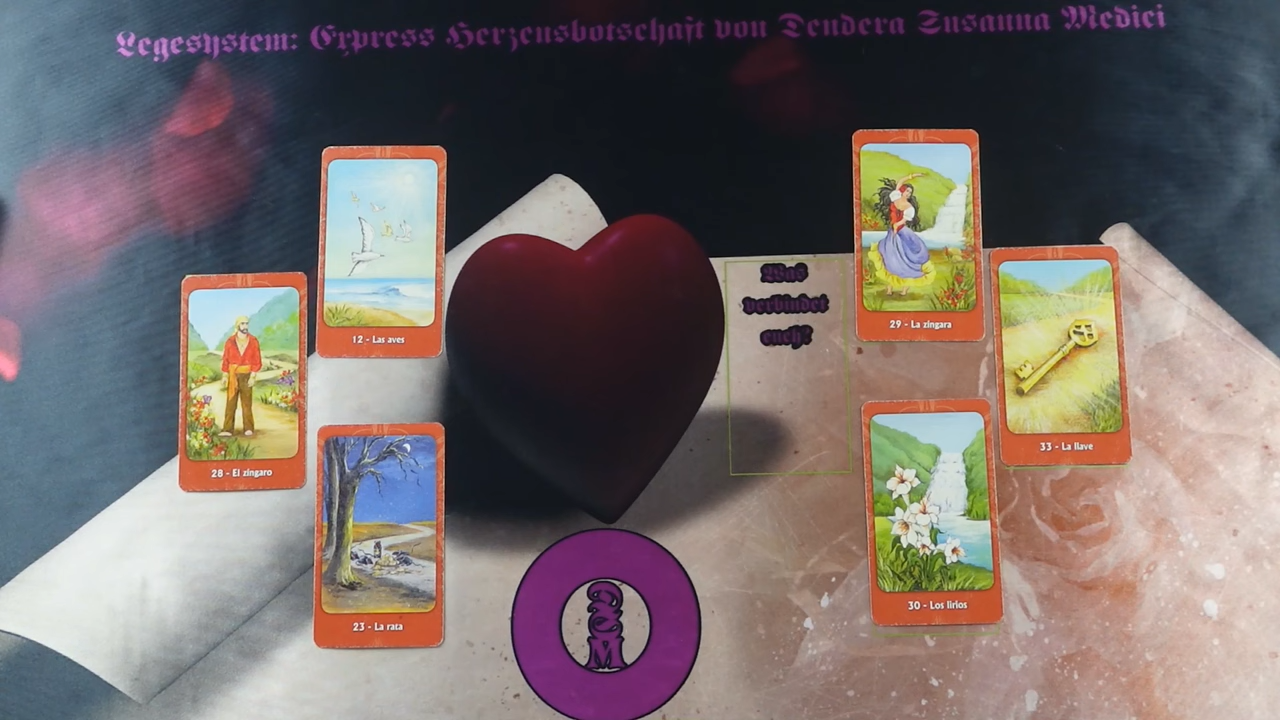 Legesystem: Express Herzensbotschaft von Dendera Susanna Medici
12 - Las aves
29 - La zíngara
Was
verbindet
euch?
28 - El zíngaro
33 - La llave
23 - La rata
30 - Los lirios
DSM